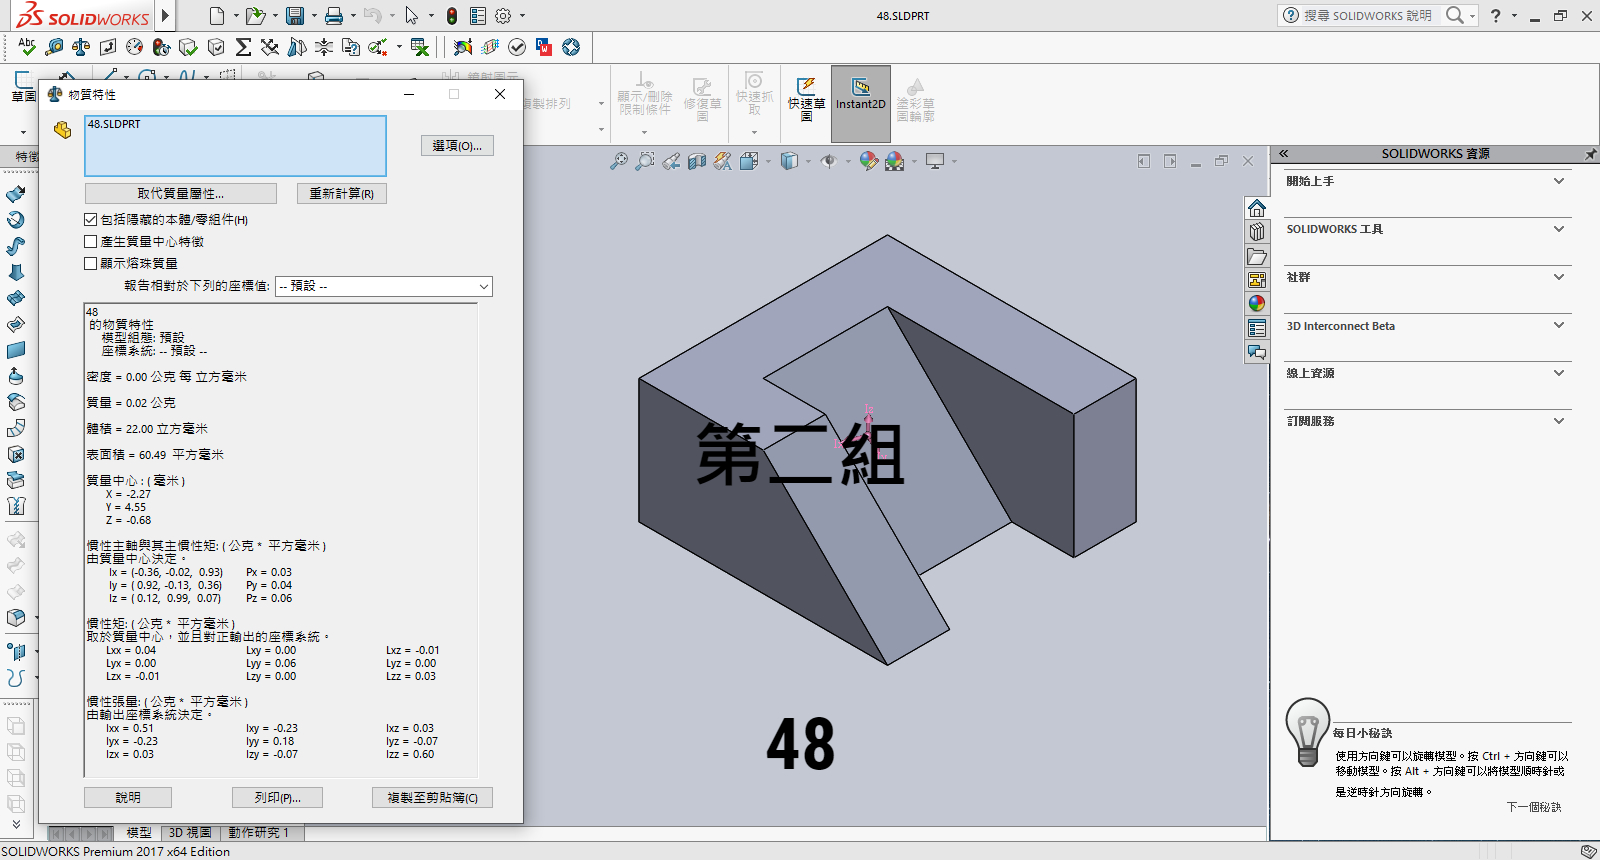 SOLIDWORKS
48.SLDPRT
搜尋 SOLIDWORKS 說明
草圖
複製排列
顯示/刪除
限制條件
修復草
圖
快速抓
取
快速草
圖
Instant2D
塗彩草
圖輪廓
特徵
物質特性
48.SLDPRT
選項(O)...
取代質量屬性...
重新計算(R)
包括隱藏的本體/零組件(H)
產生質量中心特徵
顯示熔珠質量
報告相對於下列的座標值:
-- 預設 --
48
的物質特性
模型組態: 預設
座標系統: -- 預設 --
密度 = 0.00 公克 每 立方毫米
質量 = 0.02 公克
體積 = 22.00 立方毫米
表面積 = 60.49 平方毫米
質量中心 : ( 毫米 )
X = -2.27
Y = 4.55
Z = -0.68
慣性主軸與其主慣性矩: ( 公克 * 平方毫米 )
由質量中心決定。
Ix = (-0.36, -0.02, 0.93) Px = 0.03
Iy = ( 0.92, -0.13, 0.36) Py = 0.04
Iz = ( 0.12, 0.99, 0.07) Pz = 0.06
慣性矩: ( 公克 * 平方毫米 )
取於質量中心，並且對正輸出的座標系統。
Lxx = 0.04 Lxy = 0.00 Lxz = -0.01
Lyx = 0.00 Lyy = 0.06 Lyz = 0.00
Lzx = -0.01 Lzy = 0.00 Lzz = 0.03
慣性張量: ( 公克 * 平方毫米 )
由輸出座標系統決定。
Ixx = 0.51 Ixy = -0.23 Ixz = 0.03
Iyx = -0.23 Iyy = 0.18 Iyz = -0.07
Izx = 0.03 Izy = -0.07 Izz = 0.60
說明
列印(P)...
複製至剪貼簿(C)
第二組
48
SOLIDWORKS 資源
開始上手
SOLIDWORKS 工具
社群
3D Interconnect Beta
線上資源
訂閱服務
每日小秘訣
使用方向鍵可以旋轉模型。按 Ctrl + 方向鍵可以
移動模型。按 Alt + 方向鍵可以將模型順時針或
是逆時針方向旋轉。
下一個秘訣
模型
3D 視圖
動作研究 1
SOLIDWORKS Premium 2017 x64 Edition